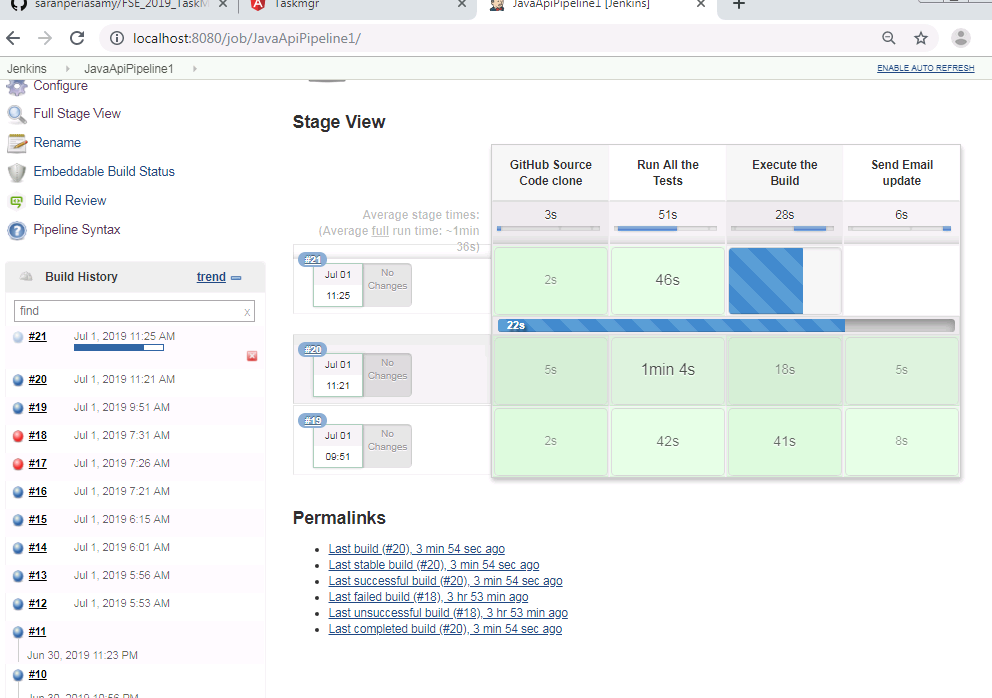 saranperiasamy/FSE_2019_TaskM
Taskmgr
JavaApiPipeline1 [Jenkins]
localhost:8080/job/JavaApiPipeline1/
Jenkins
JavaApiPipeline1
ENABLE AUTO REFRESH
Configure
Full Stage View
Rename
Embeddable Build Status
Build Review
Pipeline Syntax
Build History
trend
find
x
#21
Jul 1, 2019 11:25 AM
#20
Jul 1, 2019 11:21 AM
#19
Jul 1, 2019 9:51 AM
#18
Jul 1, 2019 7:31 AM
#17
Jul 1, 2019 7:26 AM
#16
Jul 1, 2019 7:21 AM
#15
Jul 1, 2019 6:15 AM
#14
Jul 1, 2019 6:01 AM
#13
Jul 1, 2019 5:56 AM
#12
Jul 1, 2019 5:53 AM
#11
Jun 30, 2019 11:23 PM
#10
Jun 30, 2019 10:56 PM
Stage View
GitHub Source
Code clone
Run All the
Tests
Execute the
Build
Send Email
update
Average stage times:
(Average full run time: ~1min
36s)
3s
51s
28s
6s
#21
Jul 01
11:25
No
Changes
2s
46s
22s
#20
Jul 01
11:21
No
Changes
5s
1min 4s
18s
5s
#19
Jul 01
09:51
No
Changes
2s
42s
41s
8s
Permalinks
Last build (#20), 3 min 54 sec ago
Last stable build (#20), 3 min 54 sec ago
Last successful build (#20), 3 min 54 sec ago
Last failed build (#18), 3 hr 53 min ago
Last unsuccessful build (#18), 3 hr 53 min ago
Last completed build (#20), 3 min 54 sec ago